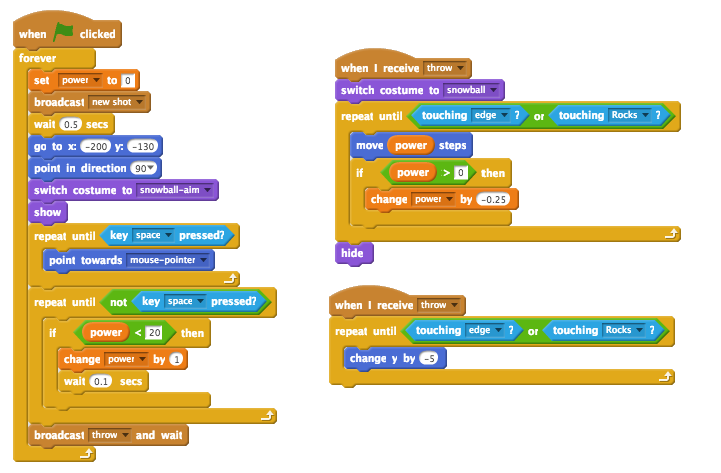 when clicked
forever
set power to 0
broadcast new shot
wait 0.5 secs
go to x: -200 y: -130
point in direction 90
switch costume to snowball-aim
show
repeat until key space pressed?
point towards mouse-pointer
repeat until not key space pressed?
if power < 20 then
change power by 1
wait 0.1 secs
broadcast throw and wait
when I receive throw
switch costume to snowball
repeat until touching edge ? or touching Rocks ?
move power steps
if power > 0 then
change power by -0.25
hide
when I receive throw
repeat until touching edge ? or touching Rocks ?
change y by -5